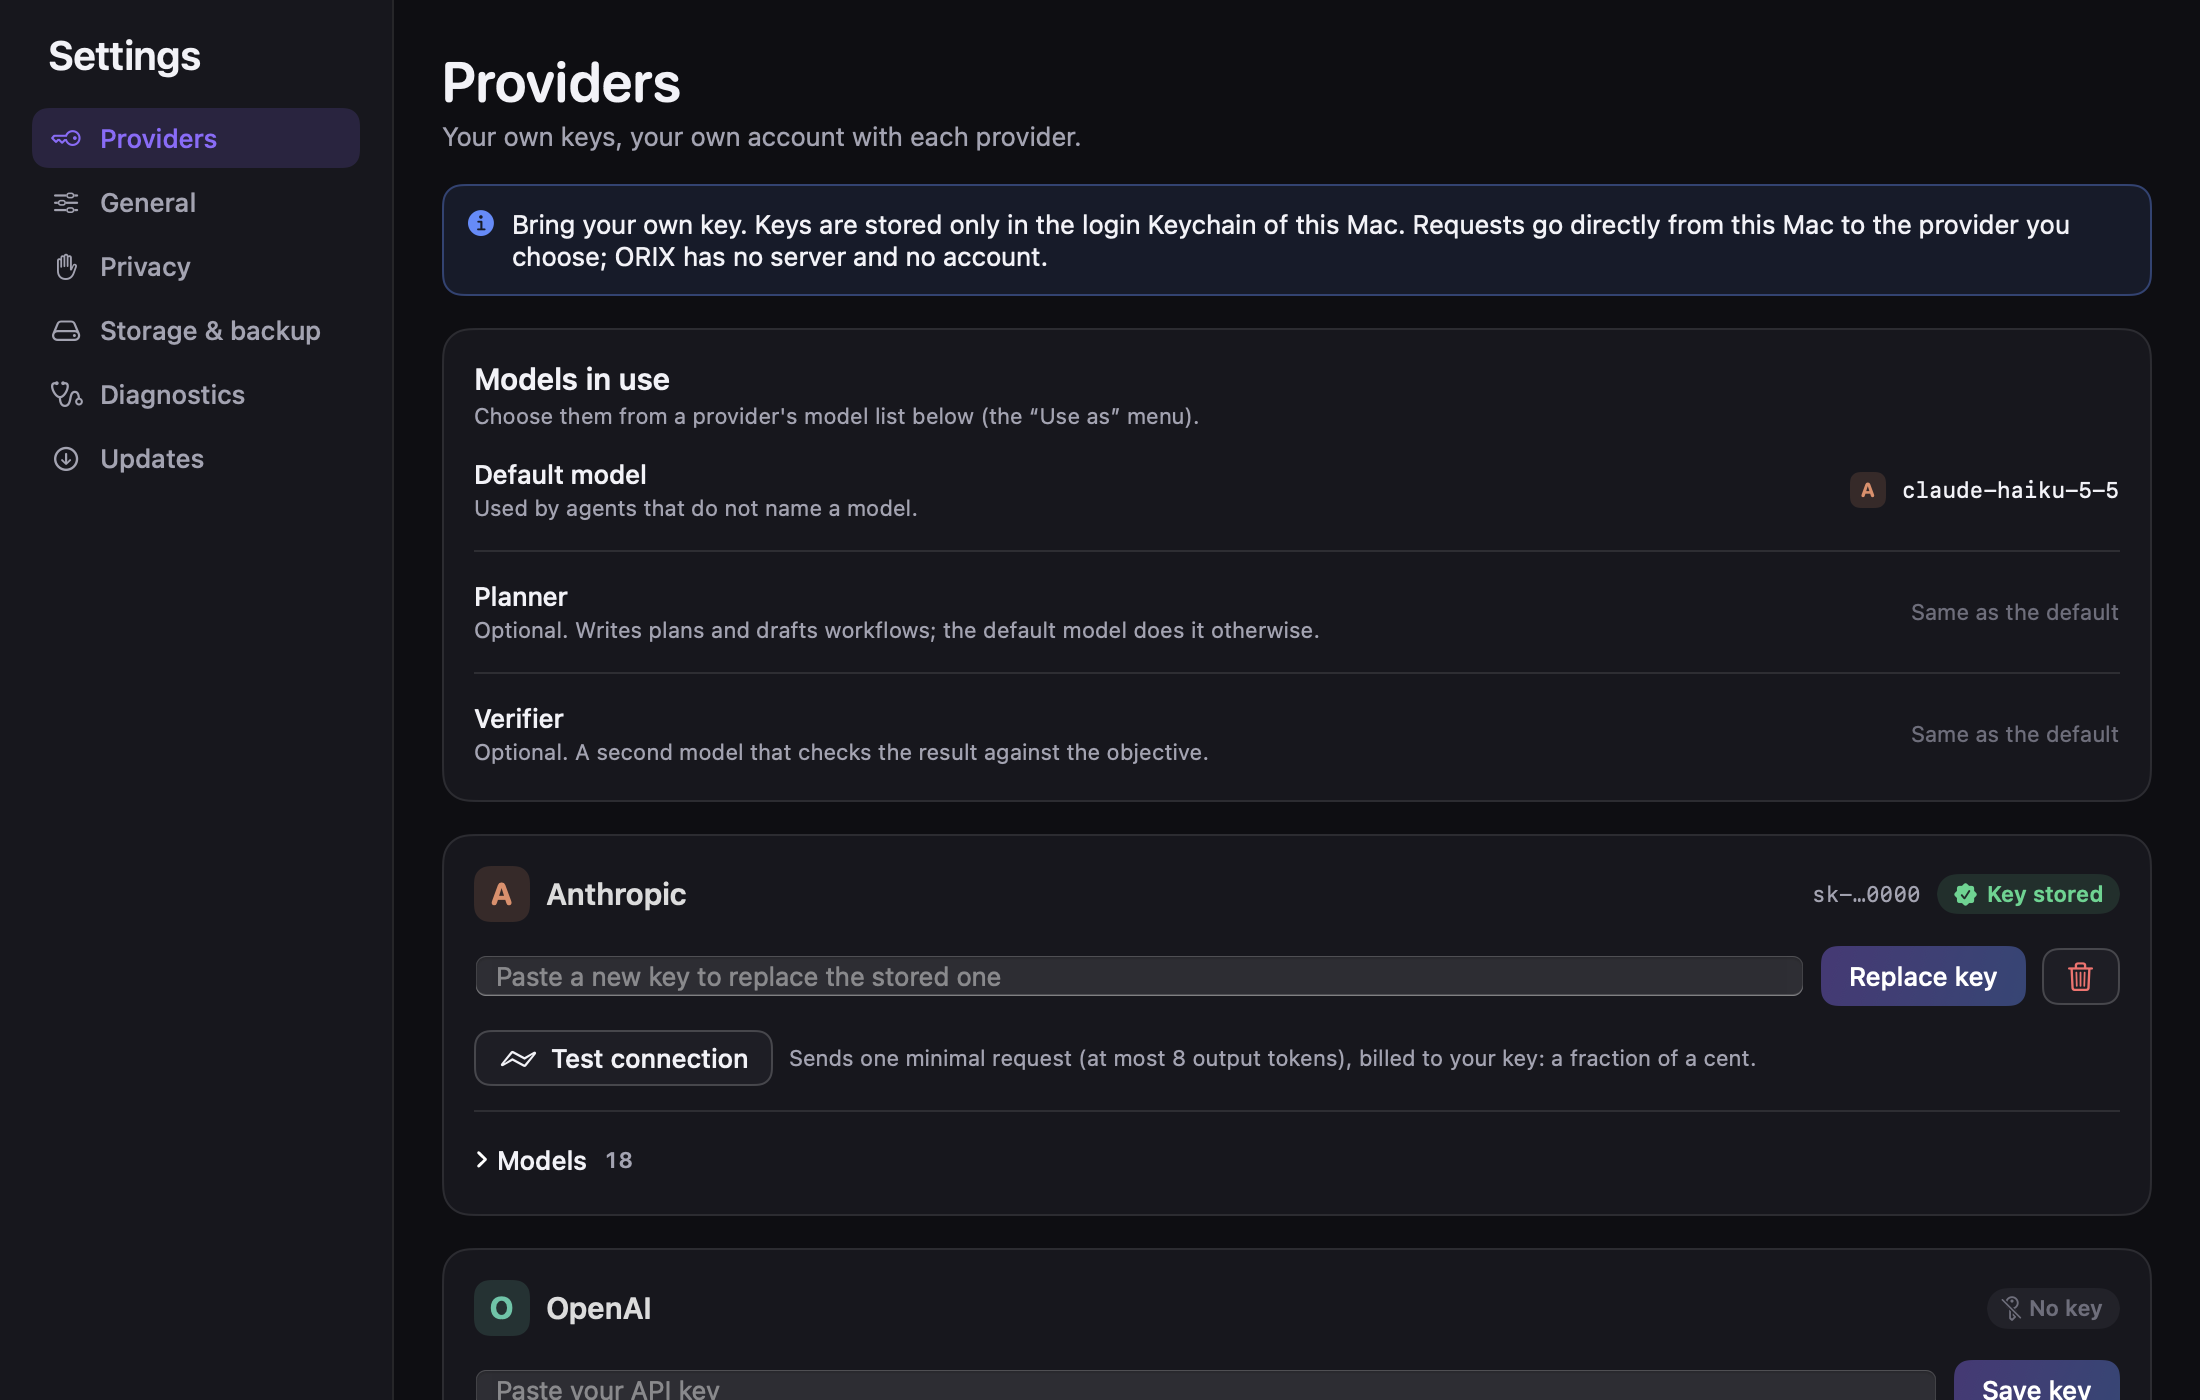 Settings
Providers
General
Privacy
Storage & backup
Diagnostics
Updates
Providers
Your own keys, your own account with each provider.
Bring your own key. Keys are stored only in the login Keychain of this Mac. Requests go directly from this Mac to the provider you
choose; ORIX has no server and no account.
Models in use
Choose them from a provider's model list below (the “Use as” menu).
Default model
Used by agents that do not name a model.
A claude-haiku-5-5
Planner
Optional. Writes plans and drafts workflows; the default model does it otherwise.
Same as the default
Verifier
Optional. A second model that checks the result against the objective.
Same as the default
A Anthropic
sk-…0000 Key stored
Paste a new key to replace the stored one
Replace key
Test connection
Sends one minimal request (at most 8 output tokens), billed to your key: a fraction of a cent.
Models 18
O OpenAI
No key
Paste your API key
Save key